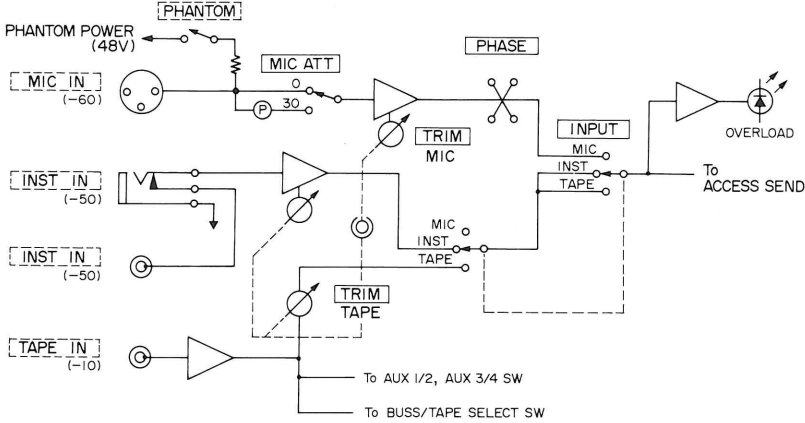 PHANTOM
PHANTOM POWER
(48V)
MIC IN
(-60)
MIC ATT
0
30
P
TRIM
MIC
PHASE
INPUT
MIC
INST
TAPE
OVERLOAD
To
ACCESS SEND
INST IN
(-50)
INST IN
(-50)
MIC
INST
TAPE
TRIM
TAPE
TAPE IN
(-10)
To AUX 1/2, AUX 3/4 SW
To BUSS/TAPE SELECT SW